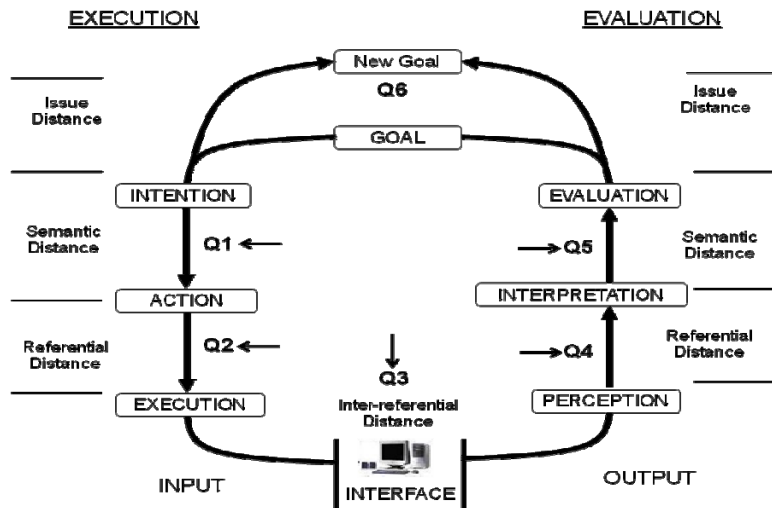 EXECUTION
EVALUATION
New Goal
Q6
Issue
Distance
Issue
Distance
GOAL
INTENTION
EVALUATION
Semantic
Distance
Q1
Q5
Semantic
Distance
ACTION
INTERPRETATION
Referential
Distance
Q2
Q4
Referential
Distance
Q3
EXECUTION
Inter-referential
Distance
PERCEPTION
INPUT
INTERFACE
OUTPUT